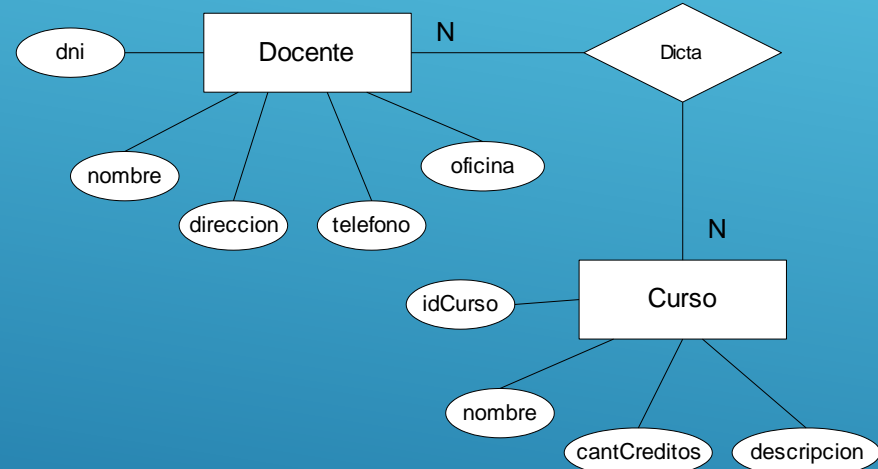 N
dni
Docente
Dicta
oficina
nombre
direccion
telefono
N
idCurso
Curso
nombre
cantCreditos
descripcion